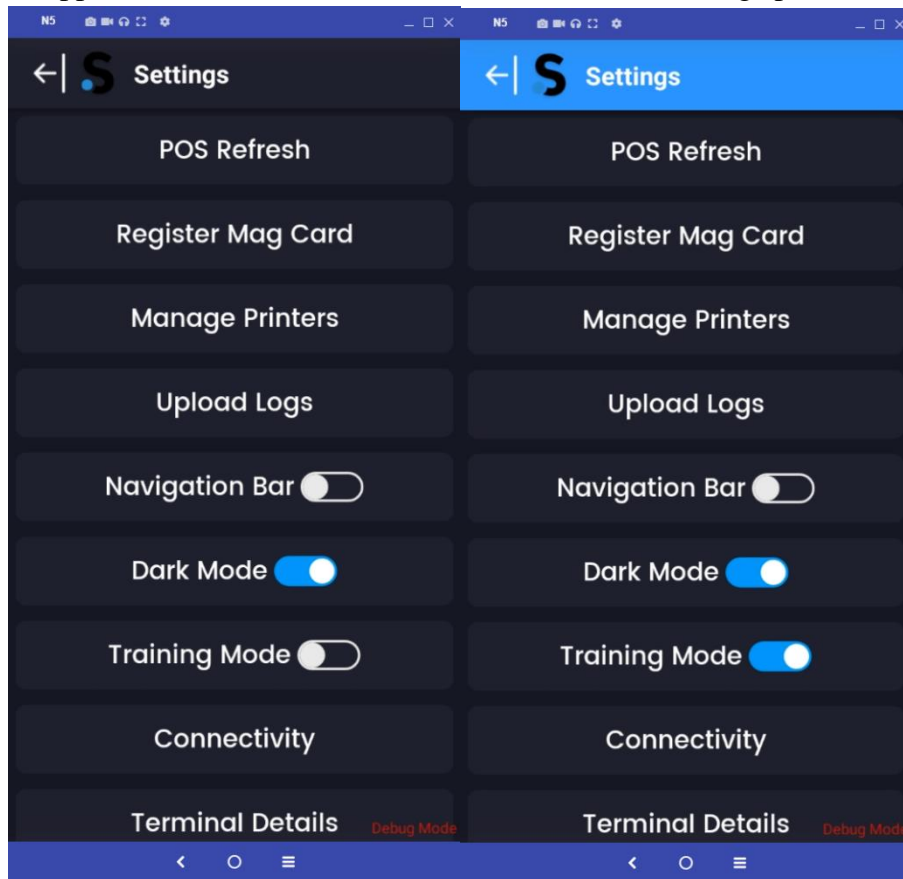 N5
Settings
POS Refresh
Register Mag Card
Manage Printers
Upload Logs
Navigation Bar
Dark Mode
Training Mode
Connectivity
Terminal Details
Debug Mode
N5
S Settings
POS Refresh
Register Mag Card
Manage Printers
Upload Logs
Navigation Bar
Dark Mode
Training Mode
Connectivity
Terminal Details
Debug Mode